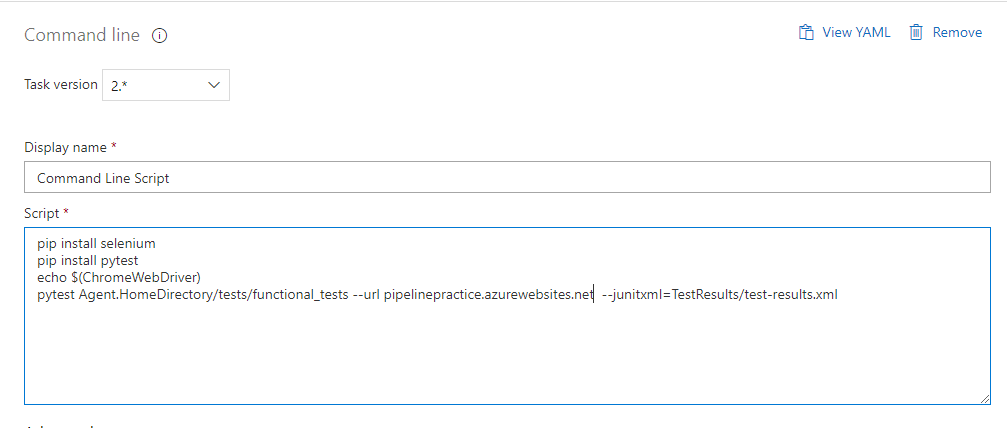 Command line
View YAML
Remove
Task version 2.*
Display name *
Command Line Script
Script *
pip install selenium
pip install pytest
echo $(ChromeWebDriver)
pytest Agent.HomeDirectory/tests/functional_tests --url pipelinepractice.azurewebsites.net --junitxml=TestResults/test-results.xml